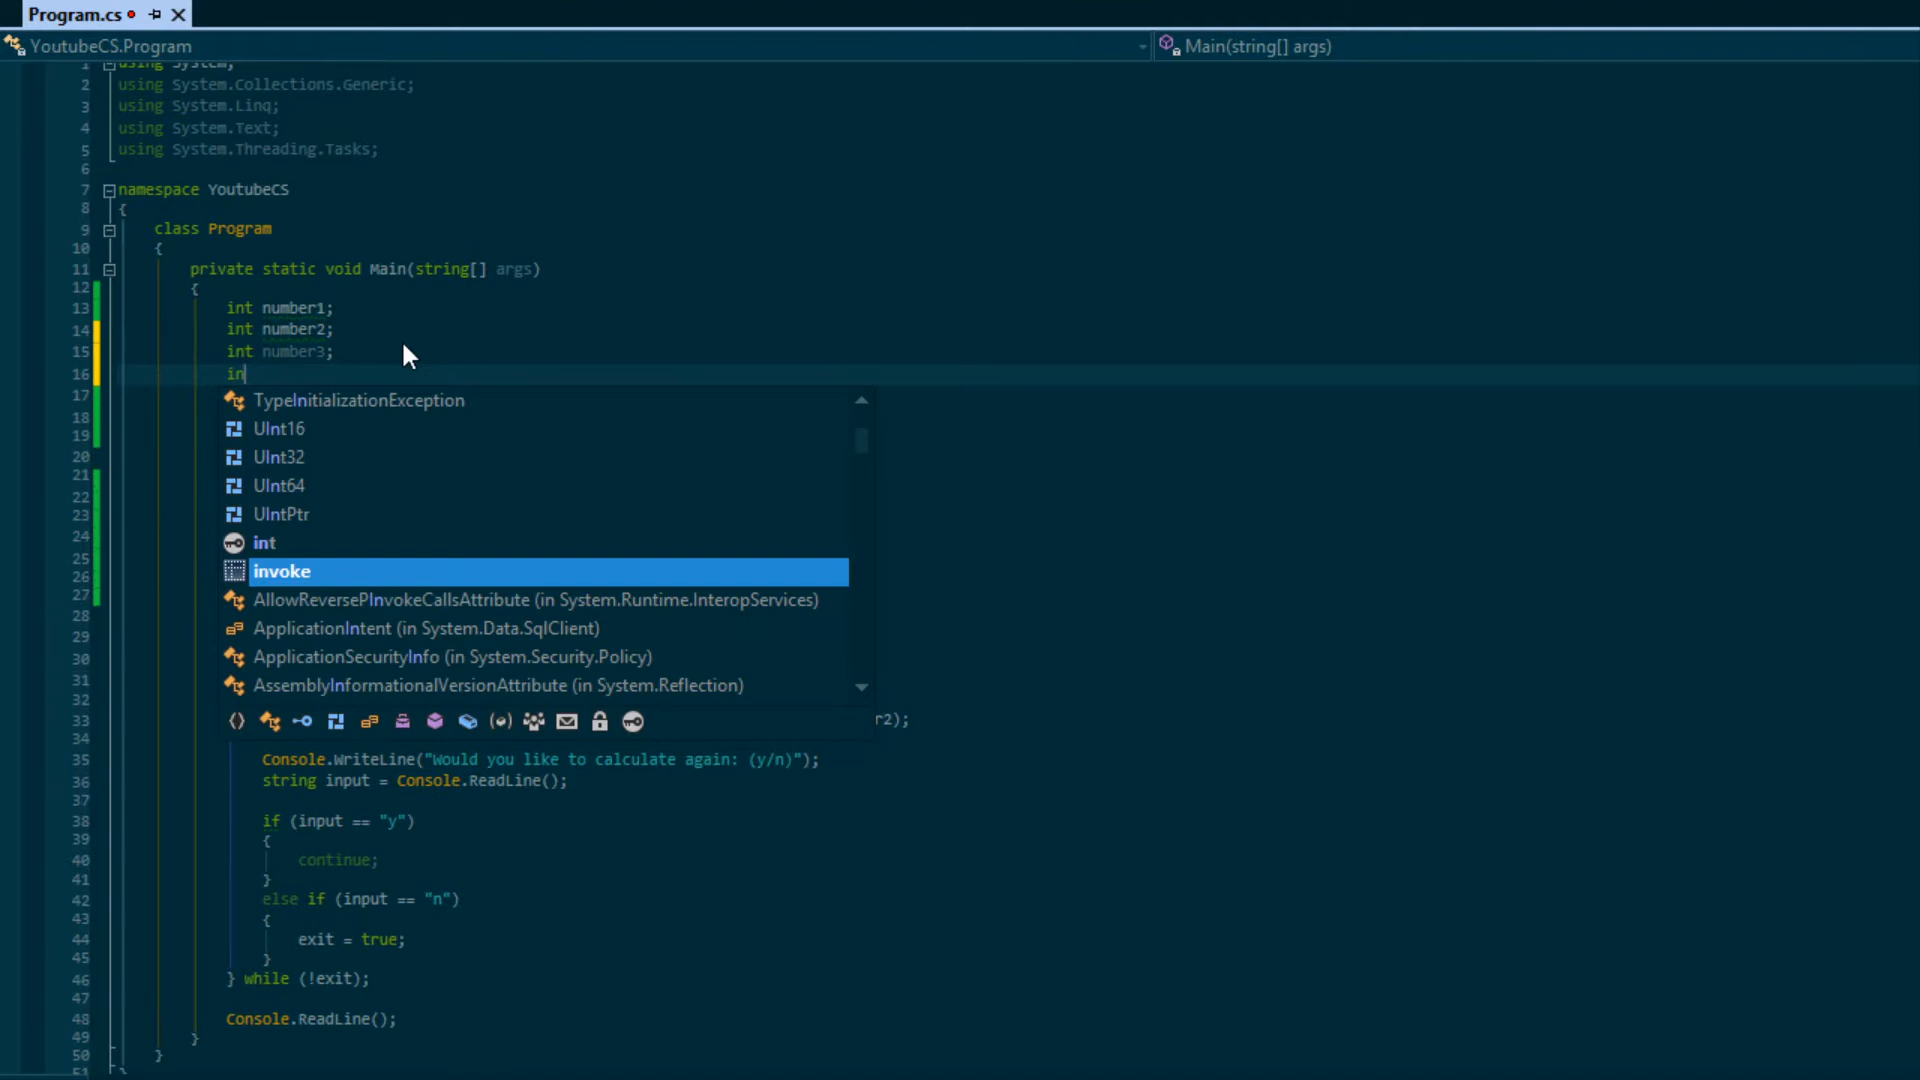 Program.cs
YoutubeCS.Program
Main(string[] args)
1 using System;
2 using System.Collections.Generic;
3 using System.Linq;
4 using System.Text;
5 using System.Threading.Tasks;
6
7 namespace YoutubeCS
8 {
9 class Program
10 {
11 private static void Main(string[] args)
12 {
13 int number1;
14 int number2;
15 int number3;
16 in
17 TypeInitializationException
18 UInt16
19
20 UInt32
21 UInt64
22
23 UIntPtr
24 int
25 invoke
26
27 AllowReversePInvokeCallsAttribute (in System.Runtime.InteropServices)
28
29 ApplicationIntent (in System.Data.SqlClient)
30 ApplicationSecurityInfo (in System.Security.Policy)
31 AssemblyInformationalVersionAttribute (in System.Reflection)
32
33 r2);
34
35 Console.WriteLine("Would you like to calculate again: (y/n)");
36 string input = Console.ReadLine();
37
38 if (input == "y")
39 {
40 continue;
41 }
42 else if (input == "n")
43 {
44 exit = true;
45 }
46 } while (!exit);
47
48 Console.ReadLine();
49 }
50 }
51 }